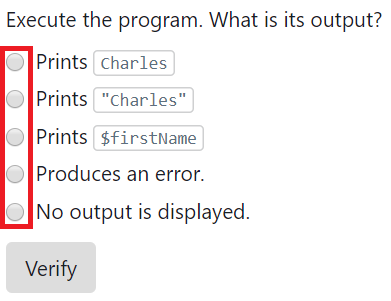 Execute the program. What is its output?
Prints Charles
Prints "Charles"
Prints $firstName
Produces an error.
No output is displayed.
Verify